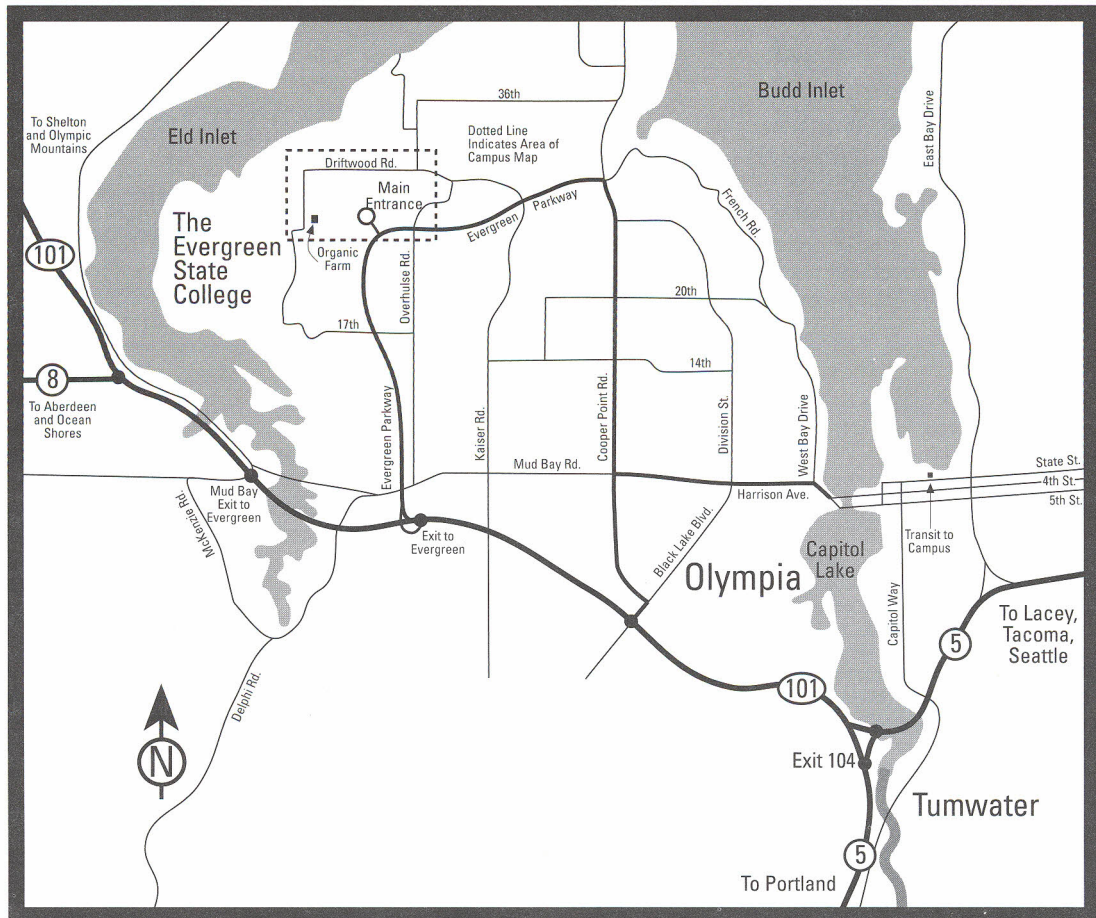 Budd Inlet
36th
East Bay Drive
To Shelton
and Olympic
Mountains
Eld Inlet
Dotted Line
Indicates Area of
Campus Map
Driftwood Rd.
Main
Entrance
Evergreen Parkway
French Rd.
The
Evergreen
State
College
101
Organic
Farm
Overhulse Rd.
20th
17th
14th
8
To Aberdeen
and Ocean
Shores
Evergreen Parkway
Kaiser Rd.
Cooper Point Rd.
Division St.
West Bay Drive
Mud Bay Rd.
Harrison Ave.
State St.
4th St.
5th St.
Mud Bay
Exit to
Evergreen
McKenzie Rd.
Exit to
Evergreen
Black Lake Blvd.
Transit to
Campus
Capitol
Lake
Olympia
Capitol Way
To Lacey,
Tacoma,
Seattle
5
101
Delphi Rd.
N
Exit 104
Tumwater
5
To Portland